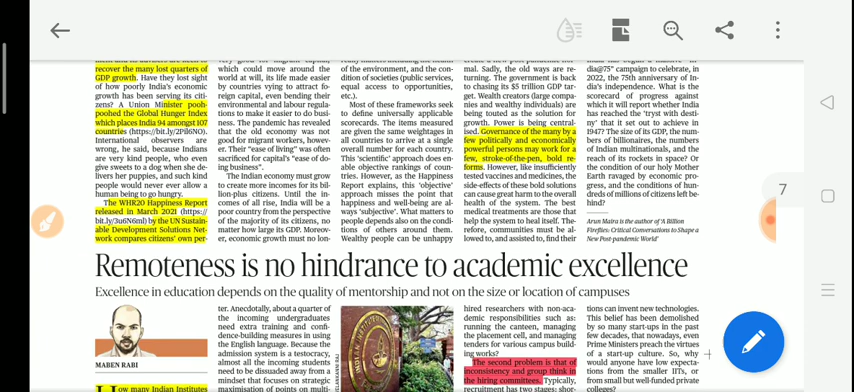 recover the many lost quarters of
GDP growth. Have they lost sight
of how poorly India's economic
growth has been serving its citi-
zens? A Union Minister pooh-
poohed the Global Hunger Index
which places India 94 amongst 107
countries (https://bit.ly/2Pil6NO).
International observers are
wrong, he said, because Indians
are very kind people, who even
give sweets to a dog when she de-
livers her puppies, and such kind
people would never ever allow a
human being to go hungry.
The WHR20 Happiness Report
released in March 2021 (https://
bit.ly/3u6N6ml) by the UN Sustain-
able Development Solutions Net-
work compares citizens' own per-
which could move around the
world at will, its life made easier
by countries vying to attract fo-
reign capital, even bending their
environmental and labour regula-
tions to make it easier to do busi-
ness. The pandemic has revealed
that the old economy was not
good for migrant workers, howe-
ver. Their "ease of living" was often
sacrificed for capital's "ease of do-
ing business".
The Indian economy must grow
to create more incomes for its bil-
lion-plus citizens. Until the in-
comes of all rise, India will be a
poor country from the perspective
of the majority of its citizens, no
matter how large its GDP. Moreov-
er, economic growth must no lon-
of the environment, and the con-
dition of societies (public services,
equal access to opportunities,
etc.).
Most of these frameworks seek
to define universally applicable
scorecards. The items measured
are given the same weightages in
all countries to arrive at a single
overall number for each country.
This 'scientific' approach does en-
able objective rankings of coun-
tries. However, as the Happiness
Report explains, this 'objective'
approach misses the point that
happiness and well-being are al-
ways 'subjective'. What matters to
people depends also on the condi-
tions of others around them.
Wealthy people can be unhappy
mal. Sadly, the old ways are re-
turning. The government is back
to chasing its $5 trillion GDP tar-
get. Wealth creators (large compa-
nies and wealthy individuals) are
being touted as the solution for
growth. Power is being central-
ised. Governance of the many by a
few politically and economically
powerful persons may work for a
few, stroke-of-the-pen, bold re-
forms. However, like insufficiently
tested vaccines and medicines, the
side-effects of these bold solutions
can cause great harm to the overall
health of the system. The best
medical treatments are those that
help the system to heal itself. The-
refore, communities must be al-
lowed to, and assisted to, find their
dia@75" campaign to celebrate, in
2022, the 75th anniversary of In-
dia's independence. What is the
scorecard of progress against
which it will report whether India
has reached the 'tryst with desti-
ny' that it set out to achieve in
1947? The size of its GDP, the num-
bers of billionaires, the number
of Indian multinationals, and the
reach of its rockets in space? Or
the condition of our holy Mother
Earth ravaged by economic pro-
gress, and the conditions of hun-
dreds of millions of citizens left be-
hind?
Arun Maira is the author of 'A Billion
Fireflies: Critical Conversations to Shape a
New Post-pandemic World'
7
Remoteness is no hindrance to academic excellence
Excellence in education depends on the quality of mentorship and not on the size or location of campuses
MABEN RABI
How many Indian Institutes
ter. Anecdotally, about a quarter of
the incoming undergraduates
need extra training and confi-
dence-building measures in using
the English language. Because the
admission system is a testocracy,
almost all the incoming students
need to be dissuaded away from a
mindset that focuses on strategic
maximisation of points on multi-
hired researchers with non-aca-
demic responsibilities such as:
running the canteen, managing
the placement cell, and managing
tenders for various campus build-
ing works?
The second problem is that of
inconsistency and group think in
the hiring committees. Typically,
tions can invent new technologies.
This belief has been demolished
by so many start-ups in the past
few decades, that nowadays, even
Prime Ministers preach the virtues
of a start-up culture. So, why
would anyone have low expecta-
tions from the smaller IITs, or
from small but well-funded private
colleges?